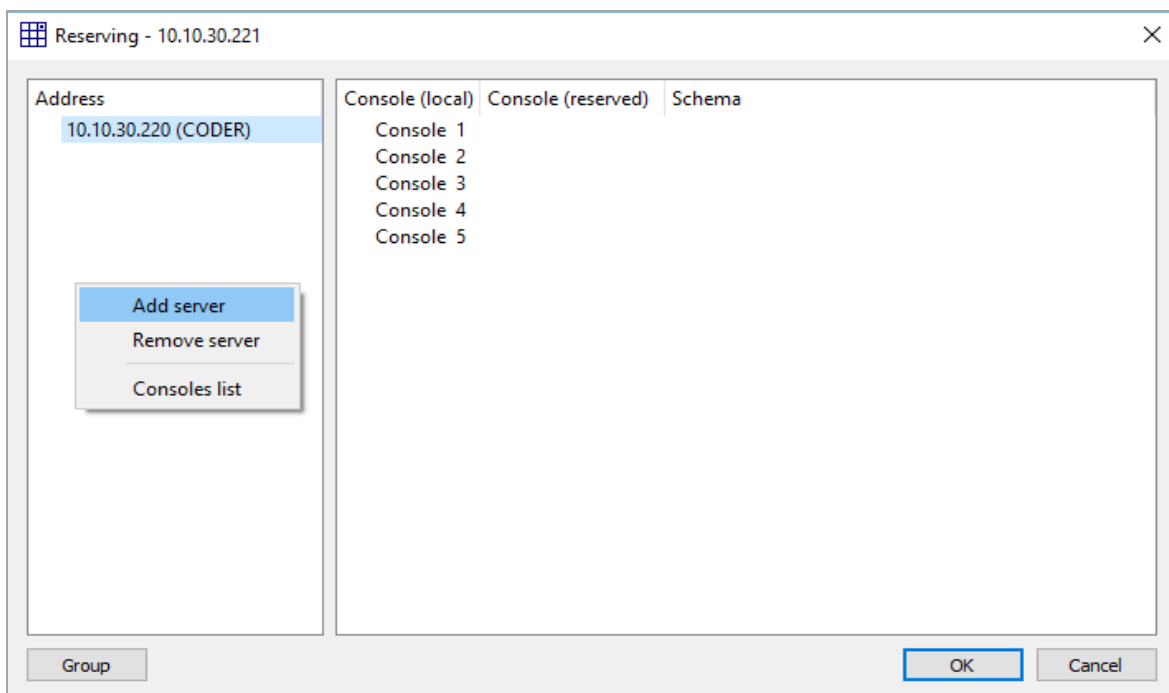 Reserving - 10.10.30.221
Address
10.10.30.220 (CODER)
Add server
Remove server
Consoles list
Console (local) Console (reserved) Schema
Console 1
Console 2
Console 3
Console 4
Console 5
Group
OK
Cancel